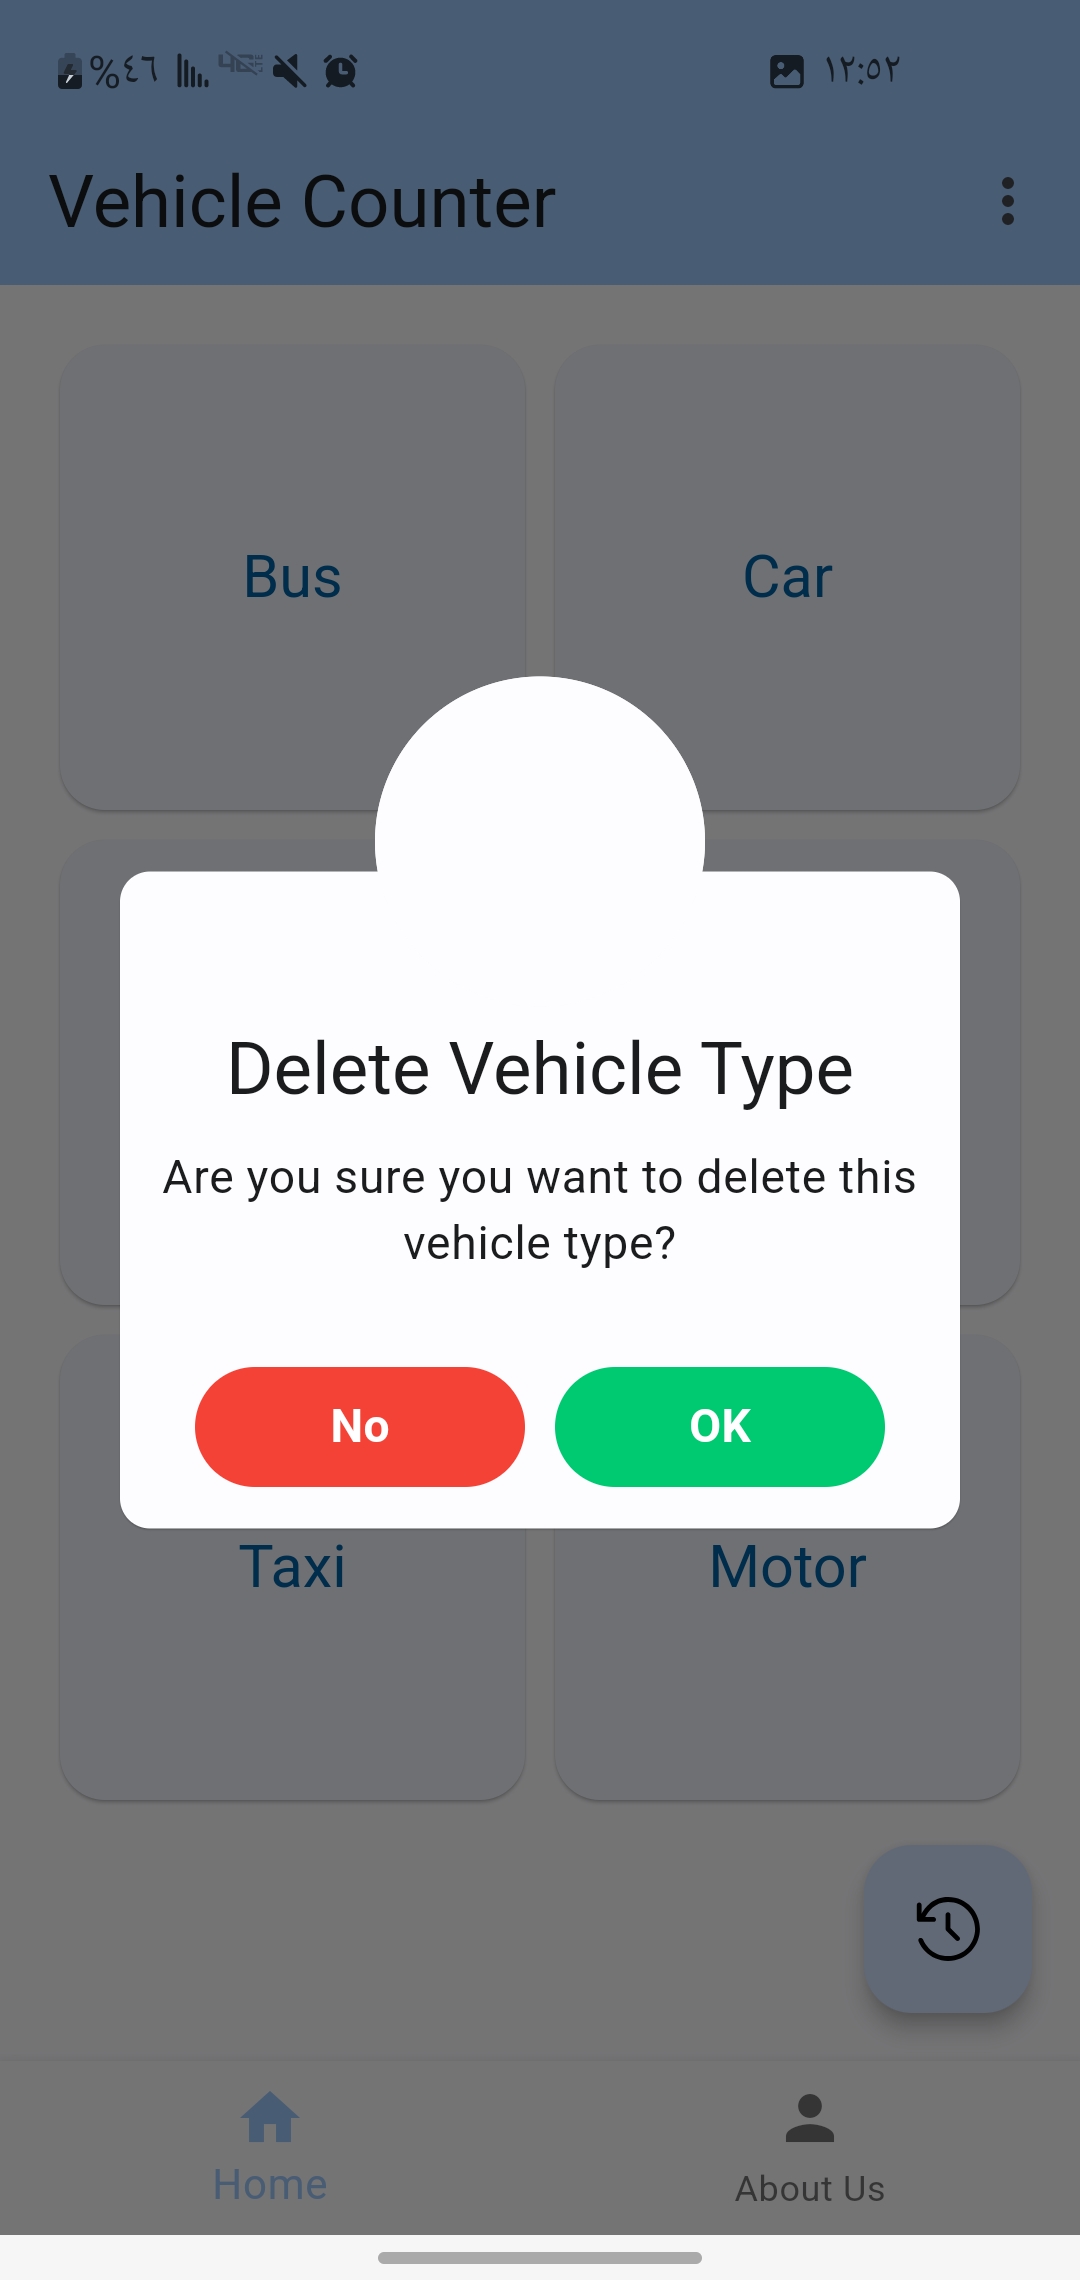 %٤٦
١٢:٥٢
Vehicle Counter
Bus
Car
Delete Vehicle Type
Are you sure you want to delete this
vehicle type?
No
OK
Taxi
Motor
Home
About Us